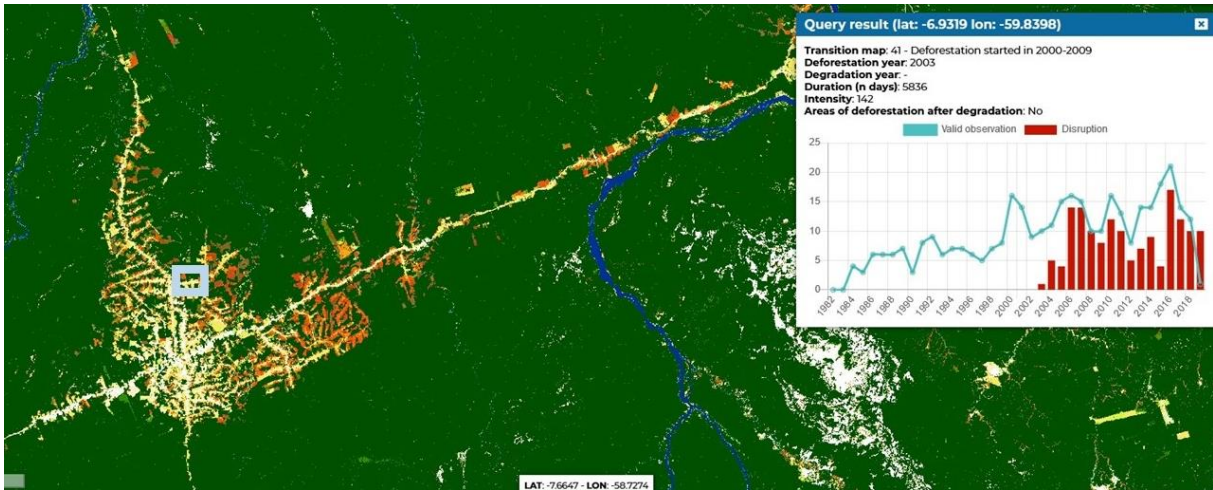 Query result (lat: -6.9319 lon: -59.8398)
Transition map: 41 - Deforestation started in 2000-2009
Deforestation year: 2003
Degradation year: -
Duration (n days): 5836
Intensity: 142
Areas of deforestation after degradation: No
Valid observation Disruption
25
20
15
10
5
0
1982 1984 1986 1988 1990 1992 1994 1996 1998 2000 2002 2004 2006 2008 2010 2012 2014 2016 2018
LAT: -7.6647 - LON: -58.7274